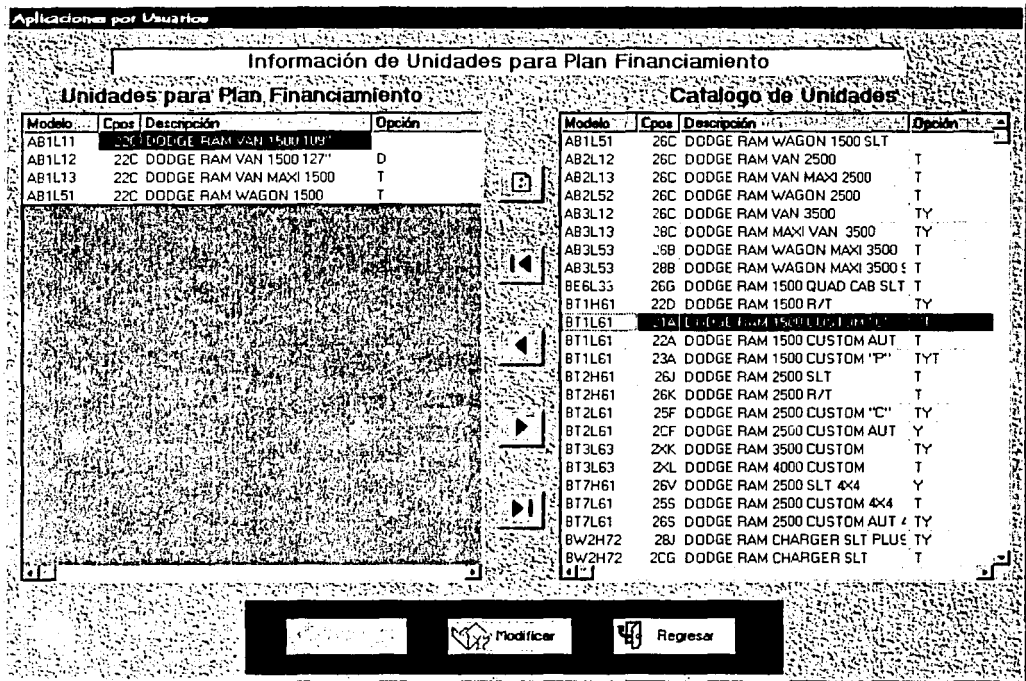 Aplicaciones por Usuarios
Información de Unidades para Plan Financiamiento
Unidades para Plan Financiamiento
Modelo Cpos Descripción Opción
AB1L11 22C DODGE RAM VAN 1500 109"
AB1L12 22C DODGE RAM VAN 1500 127" D
AB1L13 22C DODGE RAM VAN MAXI 1500 T
AB1L51 22C DODGE RAM WAGON 1500 T
Catalogo de Unidades
Modelo Cpos Descripción Opción
AB1L51 26C DODGE RAM WAGON 1500 SLT
AB2L12 26C DODGE RAM VAN 2500 T
AB2L13 26C DODGE RAM VAN MAXI 2500 T
AB2L52 26C DODGE RAM WAGON 2500 T
AB3L12 26C DODGE RAM VAN 3500 TY
AB3L13 28C DODGE RAM MAXI VAN 3500 TY
AB3L53 26B DODGE RAM WAGON MAXI 3500 T
AB3L53 28B DODGE RAM WAGON MAXI 3500 S T
BE6L33 26G DODGE RAM 1500 QUAD CAB SLT T
BT1H61 22D DODGE RAM 1500 R/T TY
BT1L61 21A DODGE RAM 1500 CUSTOM "C" T
BT1L61 22A DODGE RAM 1500 CUSTOM AUT T
BT1L61 23A DODGE RAM 1500 CUSTOM "P" TYT
BT2H61 26J DODGE RAM 2500 SLT T
BT2H61 26K DODGE RAM 2500 R/T T
BT2L61 25F DODGE RAM 2500 CUSTOM "C" TY
BT2L61 2CF DODGE RAM 2500 CUSTOM AUT Y
BT3L63 2XK DODGE RAM 3500 CUSTOM TY
BT3L63 2XL DODGE RAM 4000 CUSTOM T
BT7H61 26V DODGE RAM 2500 SLT 4X4 Y
BT7L61 25S DODGE RAM 2500 CUSTOM 4X4 T
BT7L61 26S DODGE RAM 2500 CUSTOM AUT 4 TY
BW2H72 28J DODGE RAM CHARGER SLT PLUS TY
BW2H72 2CG DODGE RAM CHARGER SLT T
Modificar
Regresar